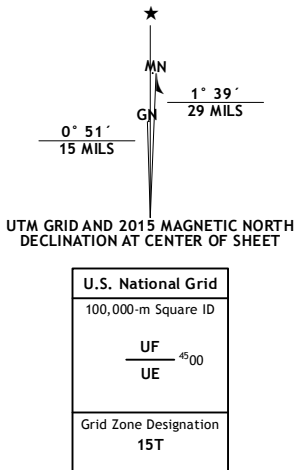 MN
1° 39´
29 MILS
GN
0° 51´
15 MILS
UTM GRID AND 2015 MAGNETIC NORTH
DECLINATION AT CENTER OF SHEET
U.S. National Grid
100,000-m Square ID
UF
4500
UE
Grid Zone Designation
15T